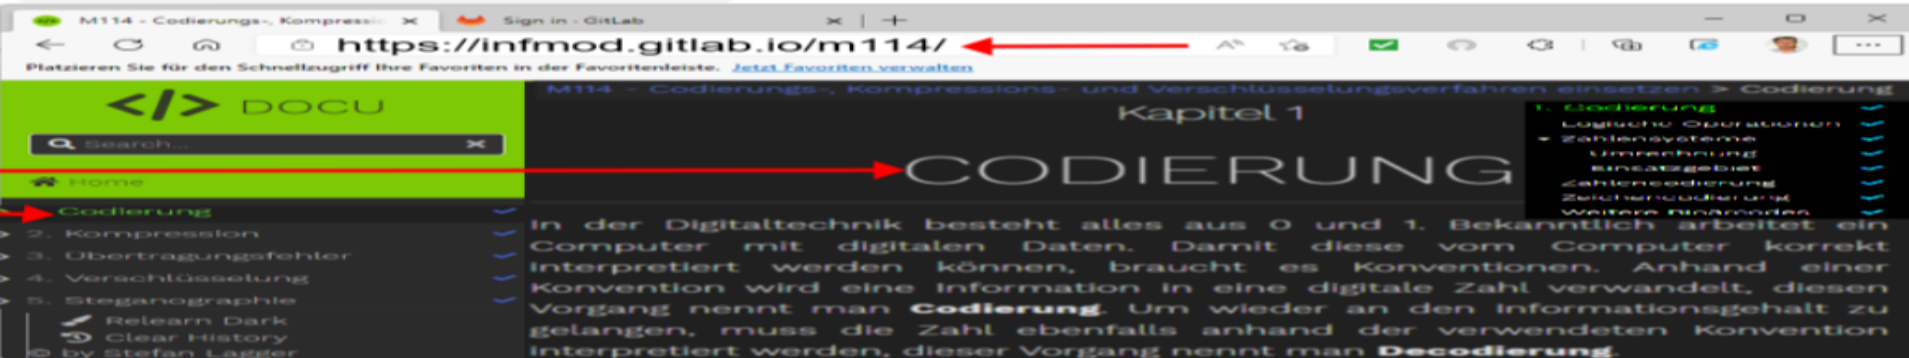 M114 - Codierungs-, Kompressio
Sign in - GitLab
https://infmod.gitlab.io/m114/
Platzieren Sie für den Schnellzugriff Ihre Favoriten in der Favoritenleiste. Jetzt Favoriten verwalten
</> DOCU
Search...
Home
Codierung
2. Kompression
3. Übertragungsfehler
4. Verschlüsselung
5. Steganographie
Relearn Dark
Clear History
© by Stefan Lagger
M114 - Codierungs-, Kompressions- und Verschlüsselungsverfahren einsetzen > Codierung
Kapitel 1
CODIERUNG
1. Codierung
Logische Operationen
Zahlensysteme
Umrechnung
Einsatzgebiet
Zahlencodierung
Zeichencodierung
Weitere Binärcodes
In der Digitaltechnik besteht alles aus 0 und 1. Bekanntlich arbeitet ein
Computer mit digitalen Daten. Damit diese vom Computer korrekt
interpretiert werden können, braucht es Konventionen. Anhand einer
Konvention wird eine Information in eine digitale Zahl verwandelt, diesen
Vorgang nennt man Codierung. Um wieder an den Informationsgehalt zu
gelangen, muss die Zahl ebenfalls anhand der verwendeten Konvention
interpretiert werden, dieser Vorgang nennt man Decodierung.